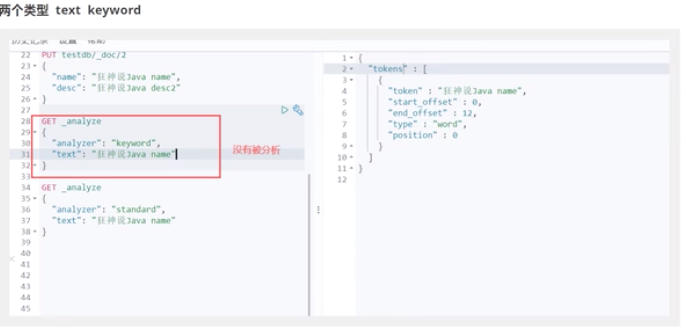 两个类型 text keyword
历史记录 设置 帮助
22 PUT testdb/_doc/2
23 {
24 "name": "狂神说Java name",
25 "desc": "狂神说Java desc2"
26 }
27
28 GET _analyze
29 {
30 "analyzer": "keyword",
31 "text": "狂神说Java name"
32 }
33
34 GET _analyze
35 {
36 "analyzer": "standard",
37 "text": "狂神说Java name"
38 }
39
40
41
42
43
44
45
没有被分析
1 {
2 "tokens" : [
3 {
4 "token" : "狂神说Java name",
5 "start_offset" : 0,
6 "end_offset" : 12,
7 "type" : "word",
8 "position" : 0
9 }
10 ]
11 }
12